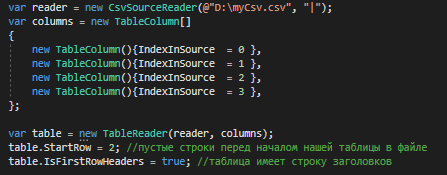 var reader = new CsvSourceReader(@"D:\myCsv.csv", "|");
var columns = new TableColumn[]
{
    new TableColumn(){IndexInSource  = 0 },
    new TableColumn(){IndexInSource  = 1 },
    new TableColumn(){IndexInSource  = 2 },
    new TableColumn(){IndexInSource  = 3 },
};
var table = new TableReader(reader, columns);
table.StartRow = 2; //пустые строки перед началом нашей таблицы в файле
table.IsFirstRowHeaders = true; //таблица имеет строку заголовков